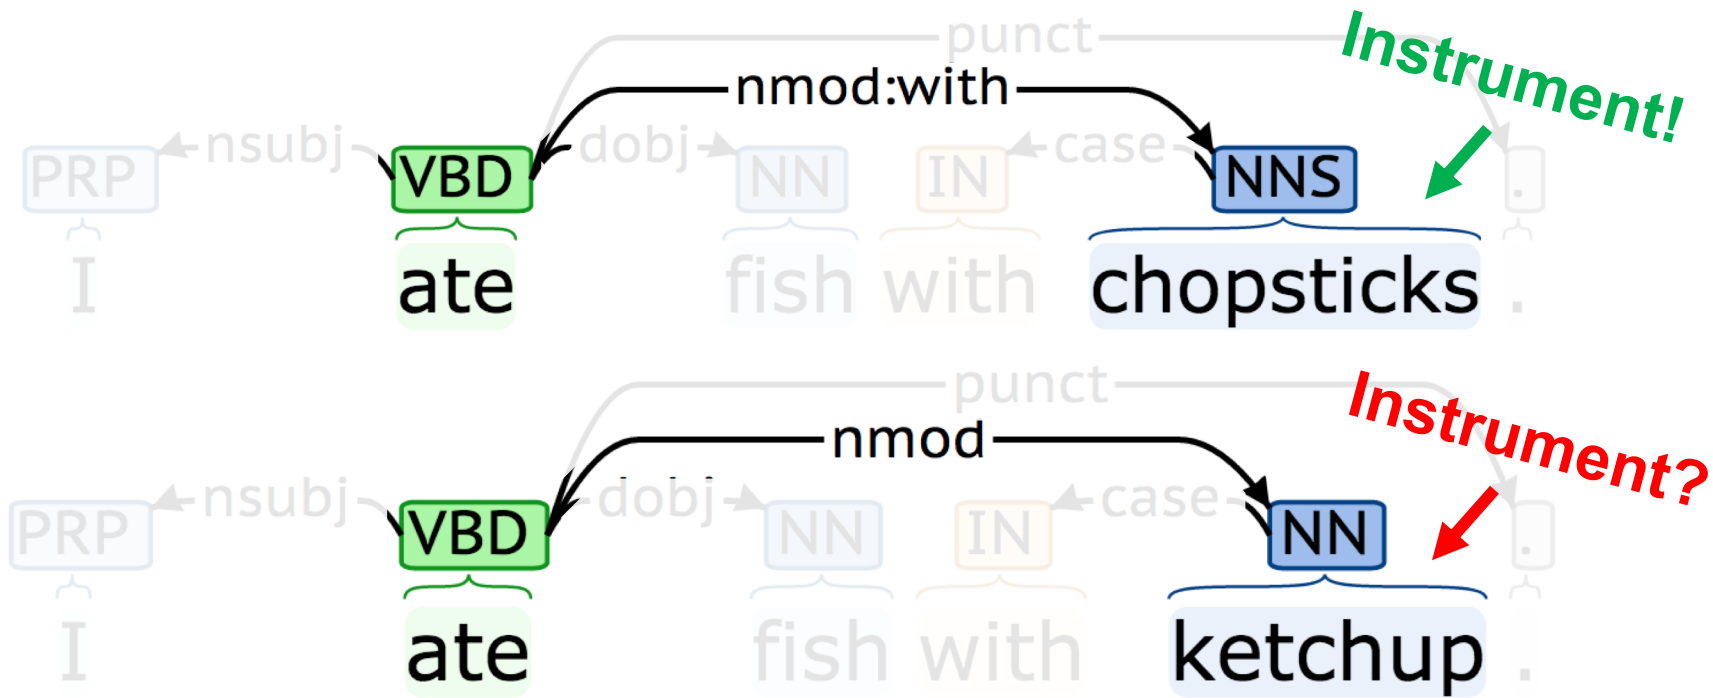 punct
Instrument!
nmod:with
PRP nsubj VBD dobj NN IN case NNS .
I ate fish with chopsticks .
punct
Instrument?
nmod
PRP nsubj VBD dobj NN IN case NN .
I ate fish with ketchup .